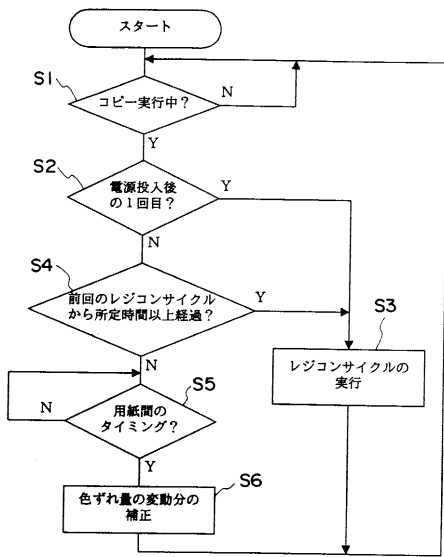 スタート
S1
コピー実行中？
N
Y
S2
電源投入後
の1回目？
Y
N
S4
前回のレジコンサイクル
から所定時間以上経過？
Y
S3
レジコンサイクルの
実行
N
S5
用紙間の
タイミング？
N
Y
S6
色ずれ量の変動分の
補正